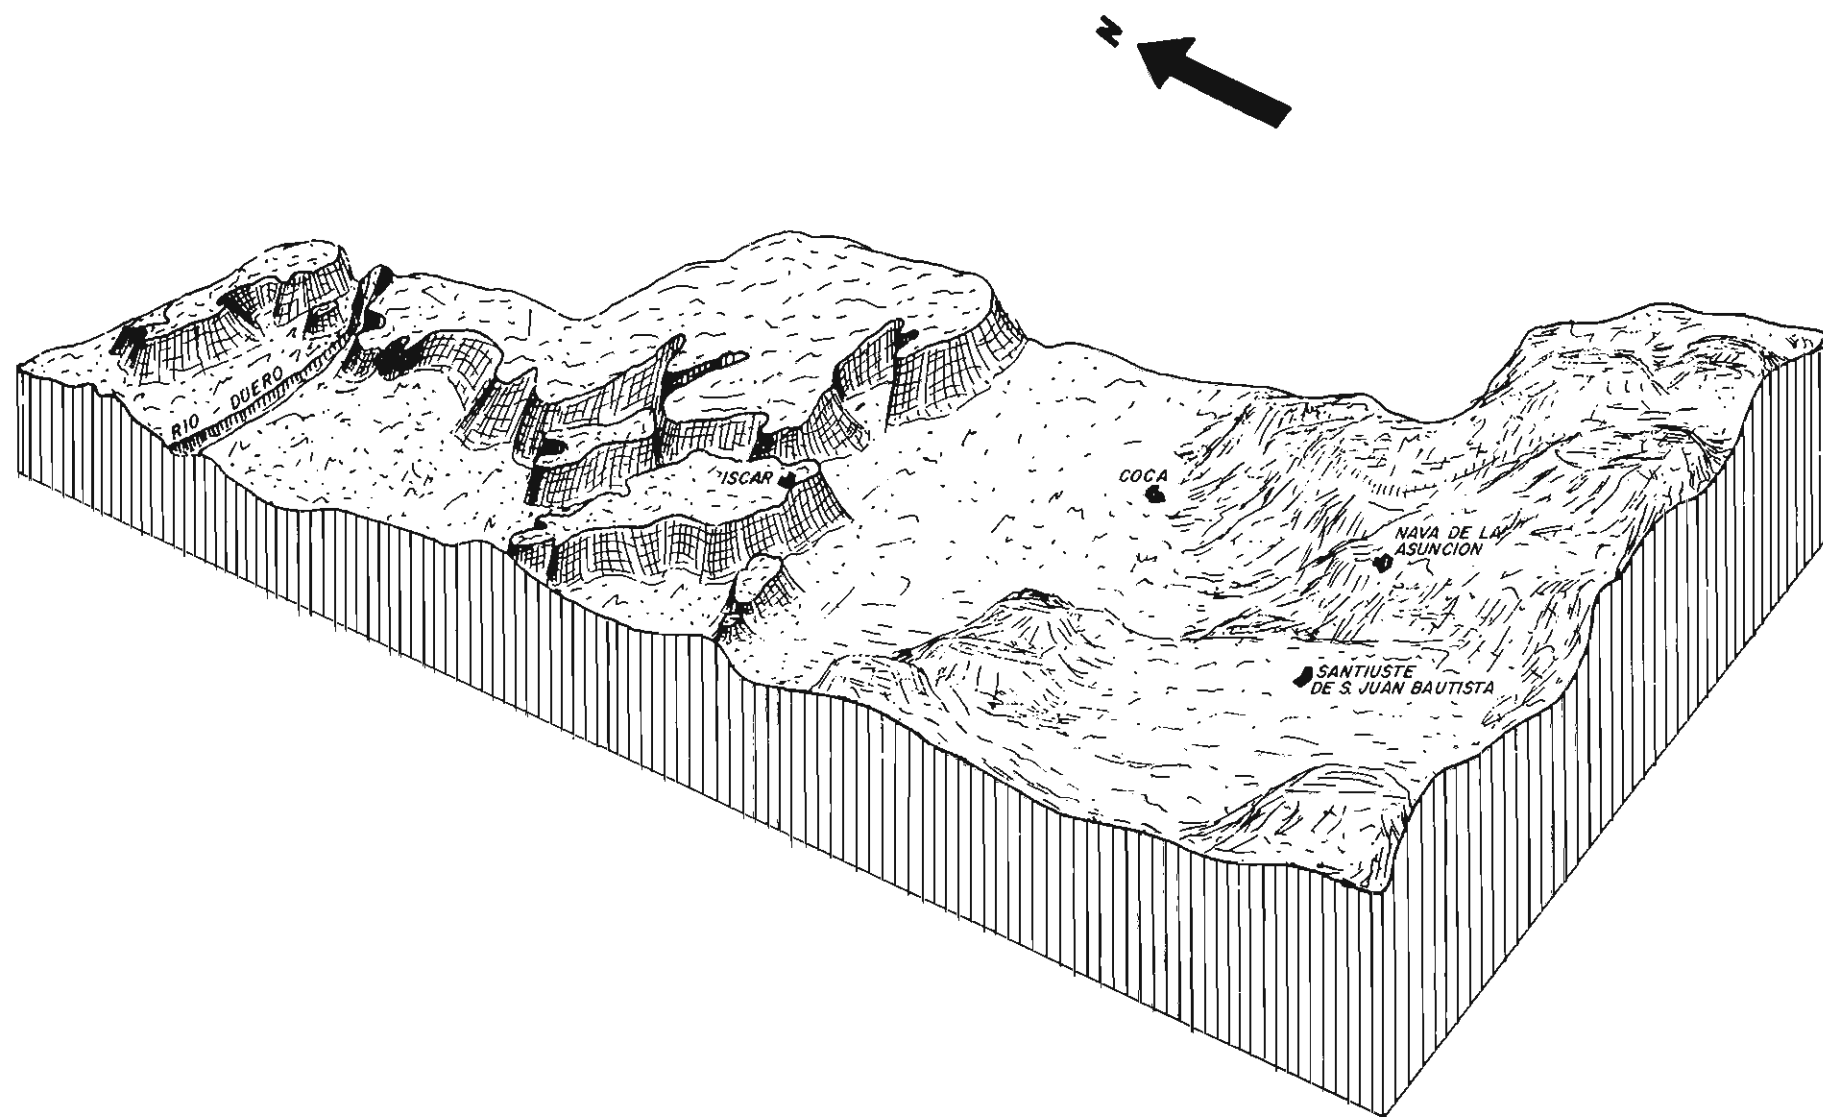 N
RIO DUERO
ISCAR
COCA
NAVA DE LA
ASUNCION
SANTIUSTE
DE S. JUAN BAUTISTA